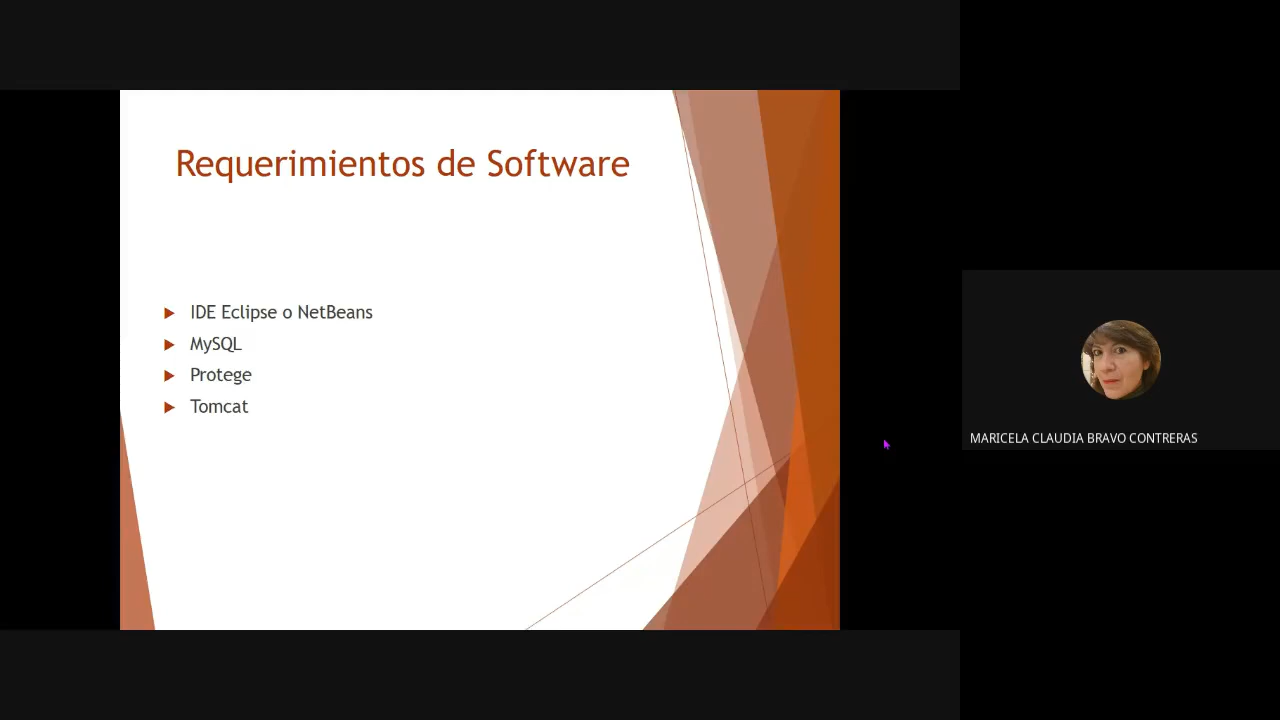 Requerimientos de Software
IDE Eclipse o NetBeans
MySQL
Protege
Tomcat
MARICELA CLAUDIA BRAVO CONTRERAS